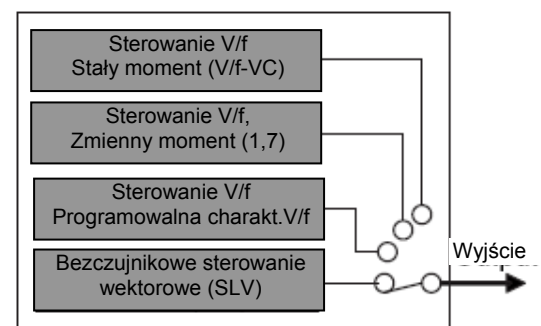 Sterowanie V/f
Stały moment (V/f-VC)
Sterowanie V/f,
Zmienny moment (1,7)
Sterowanie V/f
Programowalna charakt.V/f
Bezczujnikowe sterowanie
wektorowe (SLV)
Wyjście